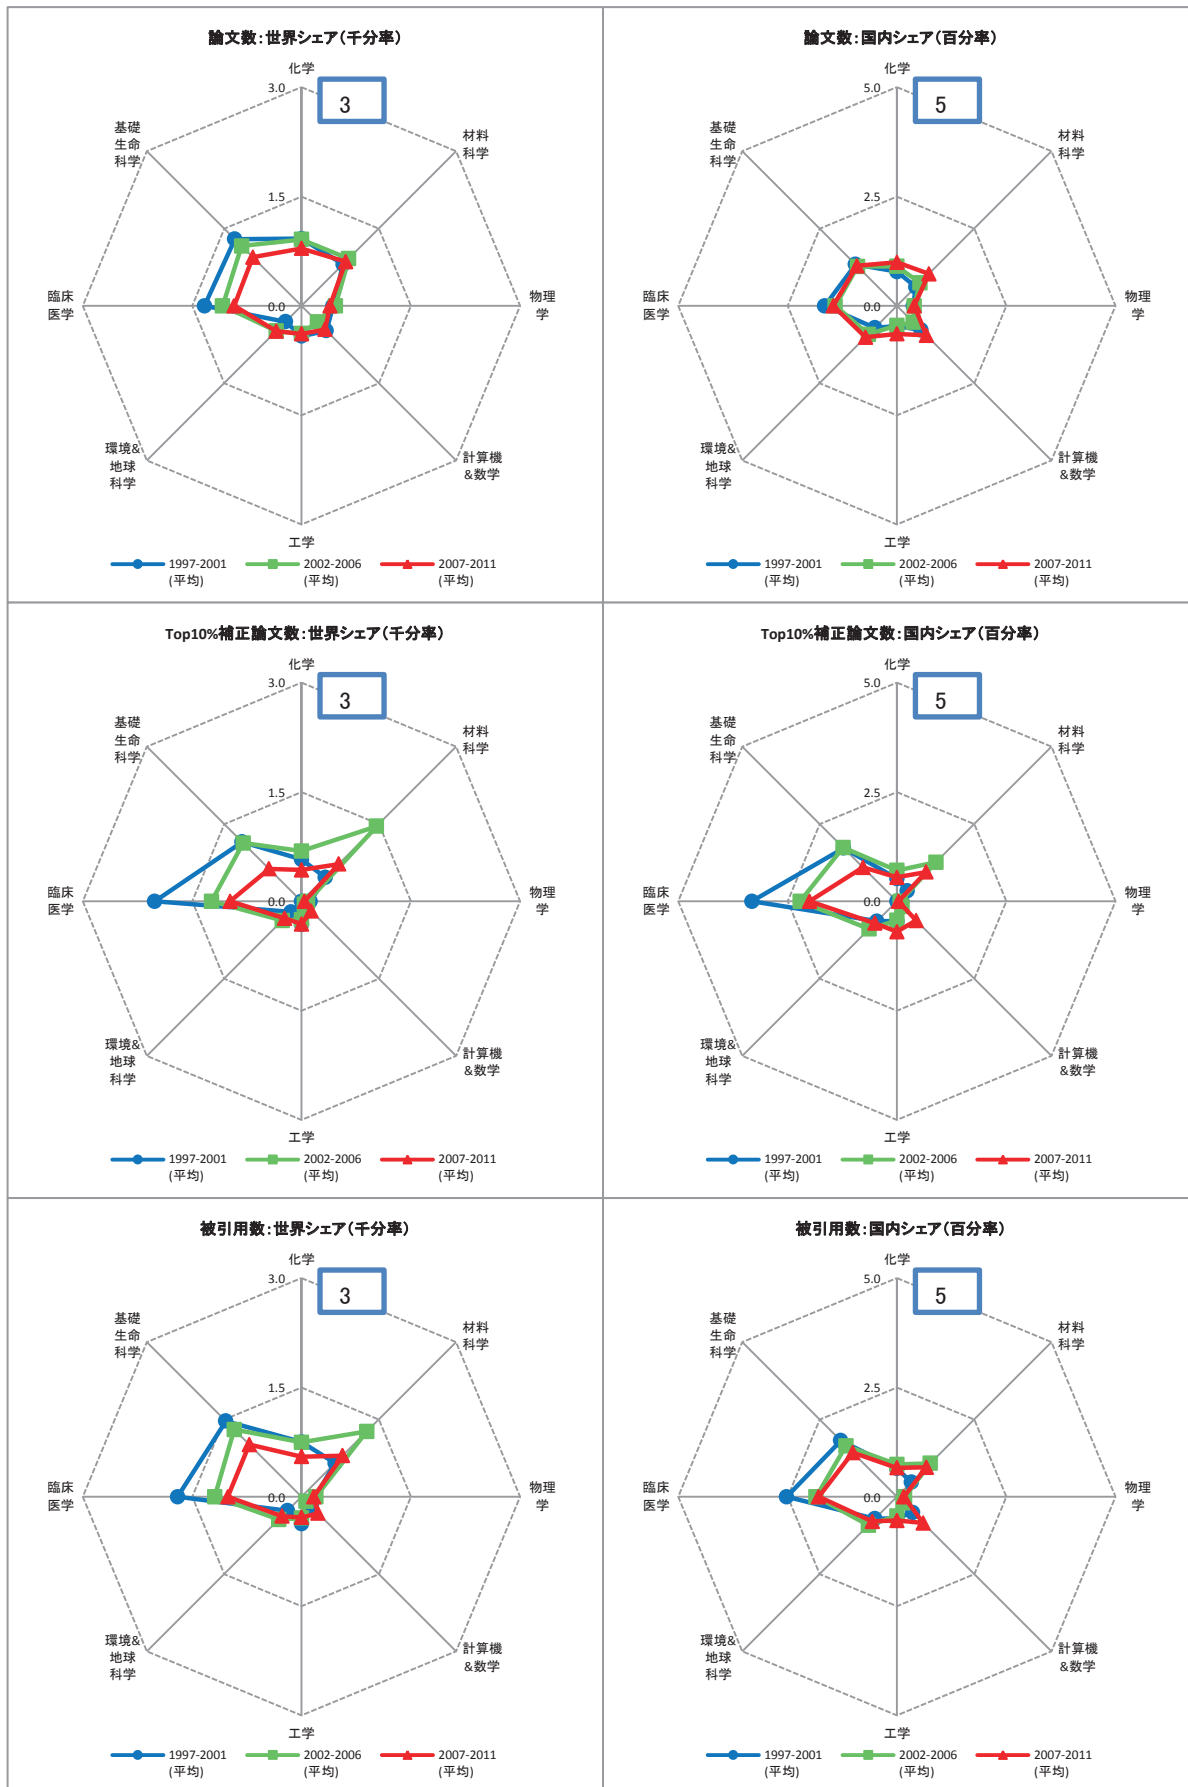 論文数：世界シェア（千分率）
化学
3.0
3
基礎
生命
科学
材料
科学
1.5
臨床
医学
0.0
物理
学
環境&
地球
科学
計算機
&数学
工学
1997-2001
(平均)
2002-2006
(平均)
2007-2011
(平均)
論文数：国内シェア（百分率）
化学
5.0
5
基礎
生命
科学
材料
科学
2.5
臨床
医学
0.0
物理
学
環境&
地球
科学
計算機
&数学
工学
1997-2001
(平均)
2002-2006
(平均)
2007-2011
(平均)
Top10%補正論文数：世界シェア（千分率）
化学
3.0
3
基礎
生命
科学
材料
科学
1.5
臨床
医学
0.0
物理
学
環境&
地球
科学
計算機
&数学
工学
1997-2001
(平均)
2002-2006
(平均)
2007-2011
(平均)
Top10%補正論文数：国内シェア（百分率）
化学
5.0
5
基礎
生命
科学
材料
科学
2.5
臨床
医学
0.0
物理
学
環境&
地球
科学
計算機
&数学
工学
1997-2001
(平均)
2002-2006
(平均)
2007-2011
(平均)
被引用数：世界シェア（千分率）
化学
3.0
3
基礎
生命
科学
材料
科学
1.5
臨床
医学
0.0
物理
学
環境&
地球
科学
計算機
&数学
工学
1997-2001
(平均)
2002-2006
(平均)
2007-2011
(平均)
被引用数：国内シェア（百分率）
化学
5.0
5
基礎
生命
科学
材料
科学
2.5
臨床
医学
0.0
物理
学
環境&
地球
科学
計算機
&数学
工学
1997-2001
(平均)
2002-2006
(平均)
2007-2011
(平均)